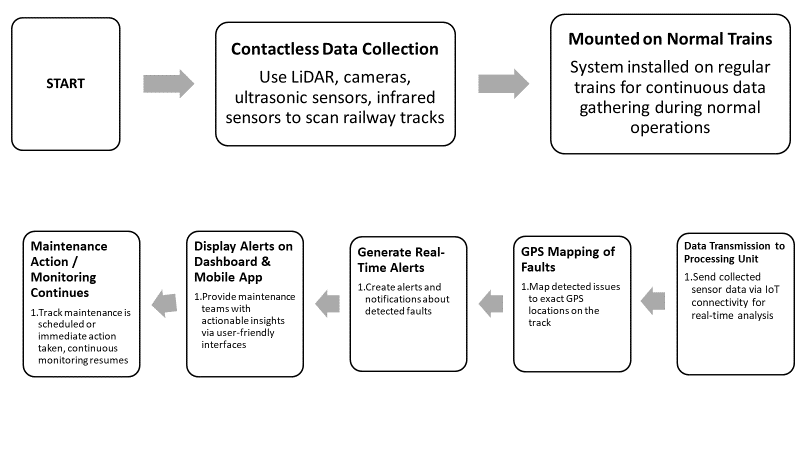 START
Contactless Data Collection
Use LiDAR, cameras,
ultrasonic sensors, infrared
sensors to scan railway tracks
Mounted on Normal Trains
System installed on regular
trains for continuous data
gathering during normal
operations
Maintenance
Action /
Monitoring
Continues
1.Track maintenance is
scheduled or
immediate action
taken, continuous
monitoring resumes
Display Alerts on
Dashboard &
Mobile App
1.Provide maintenance
teams with
actionable insights
via user-friendly
interfaces
Generate Real-
Time Alerts
1.Create alerts and
notifications about
detected faults
GPS Mapping of
Faults
1.Map detected issues
to exact GPS
locations on the
track
Data Transmission to
Processing Unit
1.Send collected
sensor data via IoT
connectivity for
real-time analysis